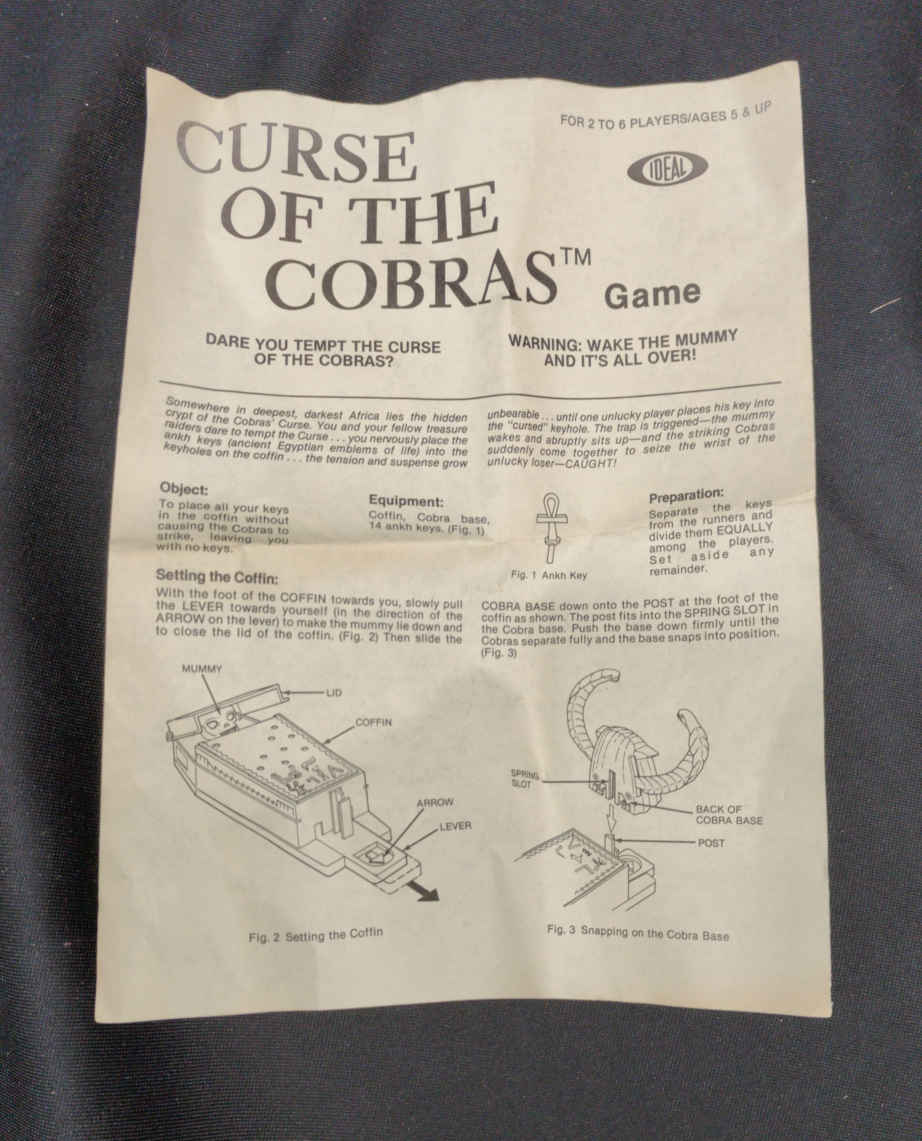 FOR 2 TO 6 PLAYERS/AGES 5 & UP
CURSE
OF THE
COBRAS™ Game
IDEAL
DARE YOU TEMPT THE CURSE
OF THE COBRAS?
WARNING: WAKE THE MUMMY
AND IT'S ALL OVER!
Somewhere in deepest, darkest Africa lies the hidden
crypt of the Cobras' Curse. You and your fellow treasure
raiders dare to tempt the Curse . . . you nervously place the
ankh keys (ancient Egyptian emblems of life) into the
keyholes on the coffin . . . the tension and suspense grow
unbearable . . . until one unlucky player places his key into
the "cursed" keyhole. The trap is triggered—the mummy
wakes and abruptly sits up—and the striking Cobras
suddenly come together to seize the wrist of the
unlucky loser—CAUGHT!
Object:
To place all your keys
in the coffin without
causing the Cobras to
strike, leaving you
with no keys.
Equipment:
Coffin, Cobra base,
14 ankh keys. (Fig. 1)
Fig. 1 Ankh Key
Preparation:
Separate the keys
from the runners and
divide them EQUALLY
among the players.
Set aside any
remainder.
Setting the Coffin:
With the foot of the COFFIN towards you, slowly pull
the LEVER towards yourself (in the direction of the
ARROW on the lever) to make the mummy lie down and
to close the lid of the coffin. (Fig. 2) Then slide the
COBRA BASE down onto the POST at the foot of the
coffin as shown. The post fits into the SPRING SLOT in
the Cobra base. Push the base down firmly until the
Cobras separate fully and the base snaps into position.
(Fig. 3)
MUMMY
LID
COFFIN
ARROW
LEVER
Fig. 2 Setting the Coffin
SPRING
SLOT
BACK OF
COBRA BASE
POST
Fig. 3 Snapping on the Cobra Base